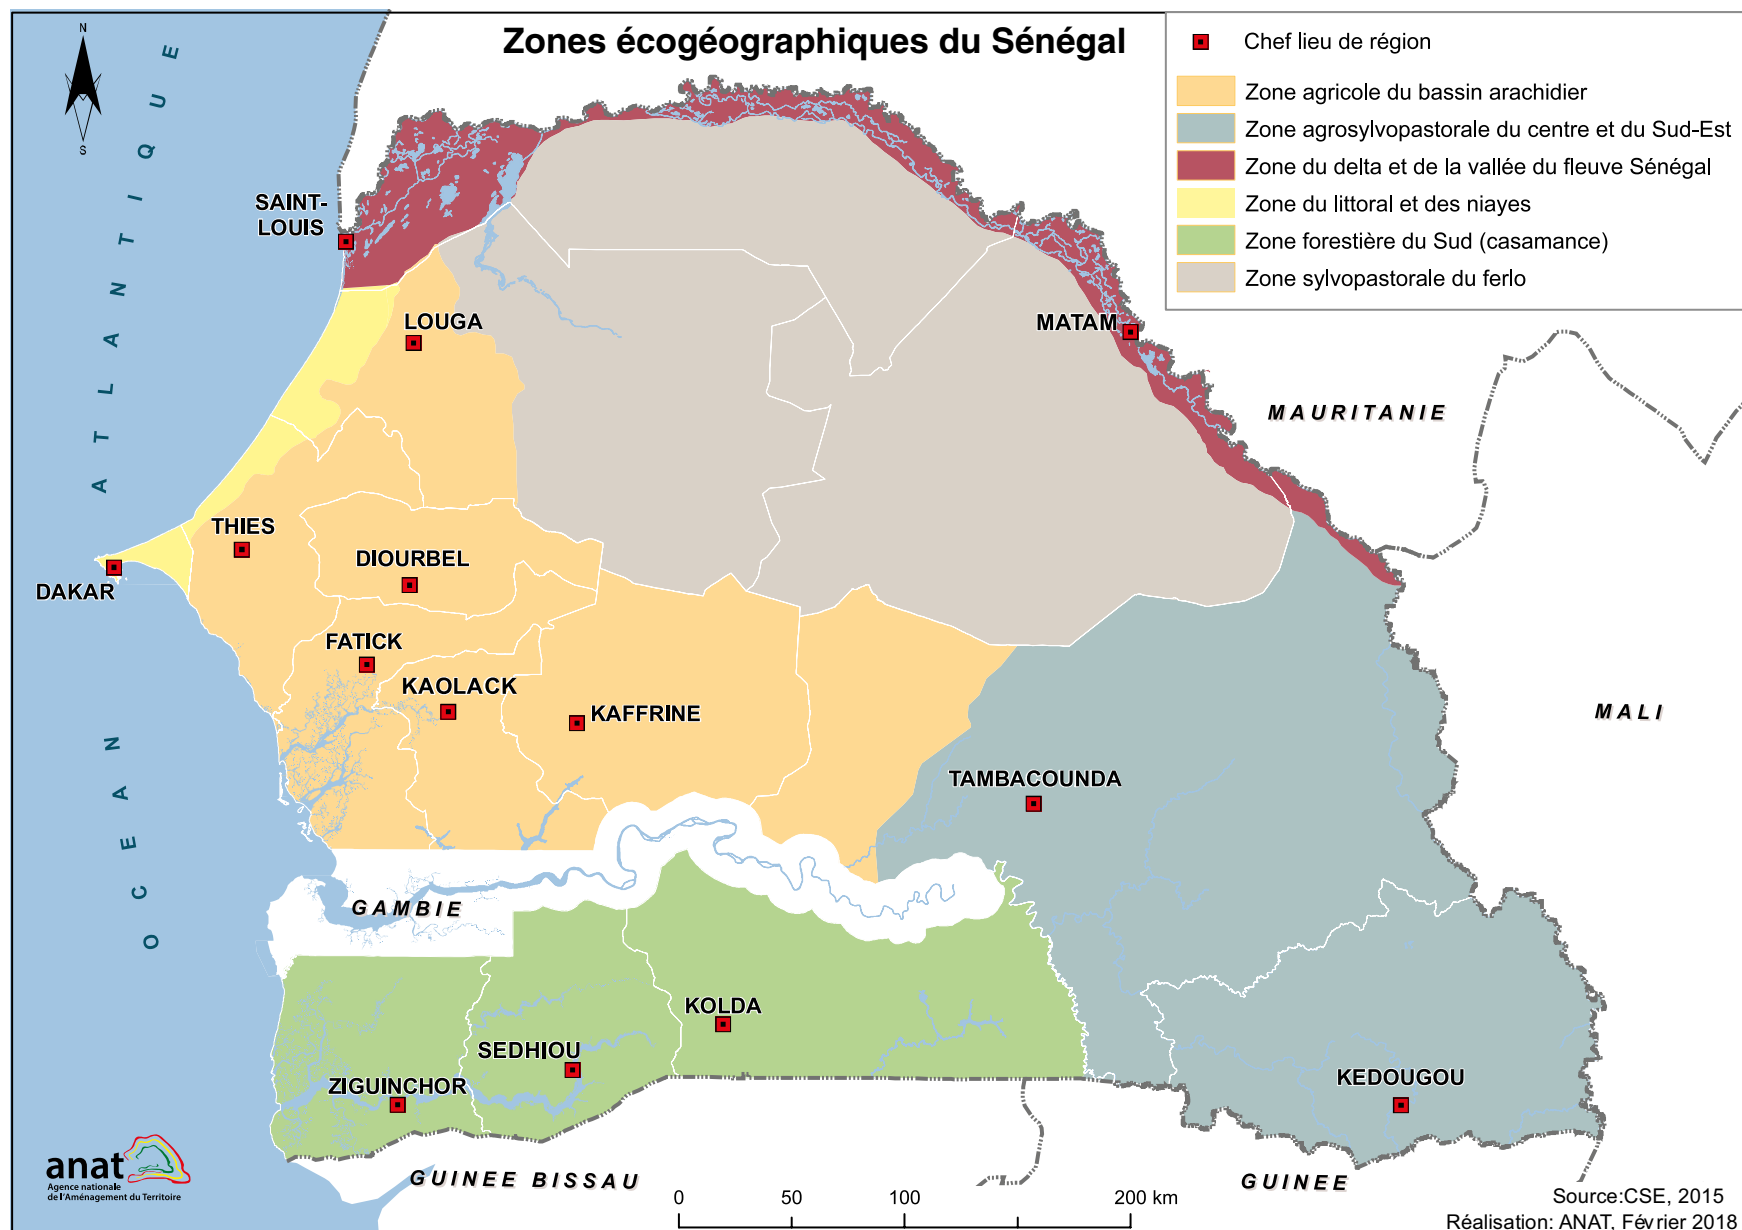 Zones écogéographiques du Sénégal
N
S
Chef lieu de région
Zone agricole du bassin arachidier
Zone agrosylvopastorale du centre et du Sud-Est
Zone du delta et de la vallée du fleuve Sénégal
Zone du littoral et des niayes
Zone forestière du Sud (casamance)
Zone sylvopastorale du ferlo
OCEAN ATLANTIQUE
SAINT-
LOUIS
LOUGA
MATAM
MAURITANIE
THIES
DIOURBEL
DAKAR
FATICK
KAOLACK
KAFFRINE
MALI
TAMBACOUNDA
GAMBIE
KOLDA
SEDHIOU
ZIGUINCHOR
KEDOUGOU
GUINEE BISSAU
GUINEE
anat
Agence nationale
de l'Aménagement du Territoire
0 50 100 200 km
Source:CSE, 2015
Réalisation: ANAT, Février 2018